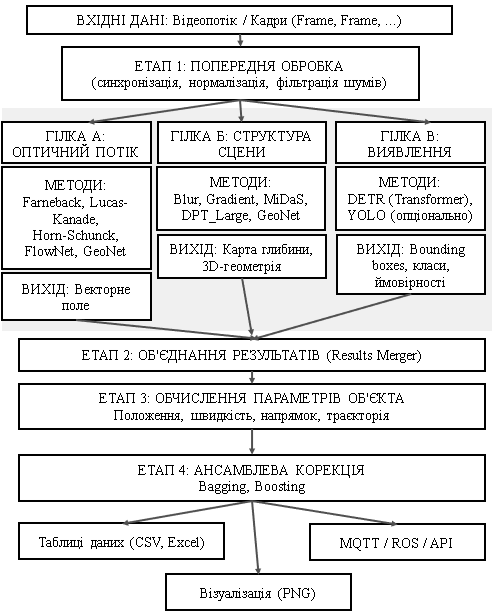 ВХІДНІ ДАНІ: Відеопотік / Кадри (Frame, Frame, ...)
ЕТАП 1: ПОПЕРЕДНЯ ОБРОБКА
(синхронізація, нормалізація, фільтрація шумів)
ГІЛКА А:
ОПТИЧНИЙ ПОТІК
МЕТОДИ:
Farneback, Lucas-
Kanade,
Horn-Schunck,
FlowNet, GeoNet
ВИХІД: Векторне
поле
ГІЛКА Б: СТРУКТУРА
СЦЕНИ
МЕТОДИ:
Blur, Gradient, MiDaS,
DPT_Large, GeoNet
ВИХІД: Карта глибини,
3D-геометрія
ГІЛКА В:
ВИЯВЛЕННЯ
МЕТОДИ:
DETR (Transformer),
YOLO (опціонально)
ВИХІД: Bounding
boxes, класи,
ймовірності
ЕТАП 2: ОБ'ЄДНАННЯ РЕЗУЛЬТАТІВ (Results Merger)
ЕТАП 3: ОБЧИСЛЕННЯ ПАРАМЕТРІВ ОБ'ЄКТА
Положення, швидкість, напрямок, траєкторія
ЕТАП 4: АНСАМБЛЕВА КОРЕКЦІЯ
Bagging, Boosting
Таблиці даних (CSV, Excel)
MQTT / ROS / API
Візуалізація (PNG)